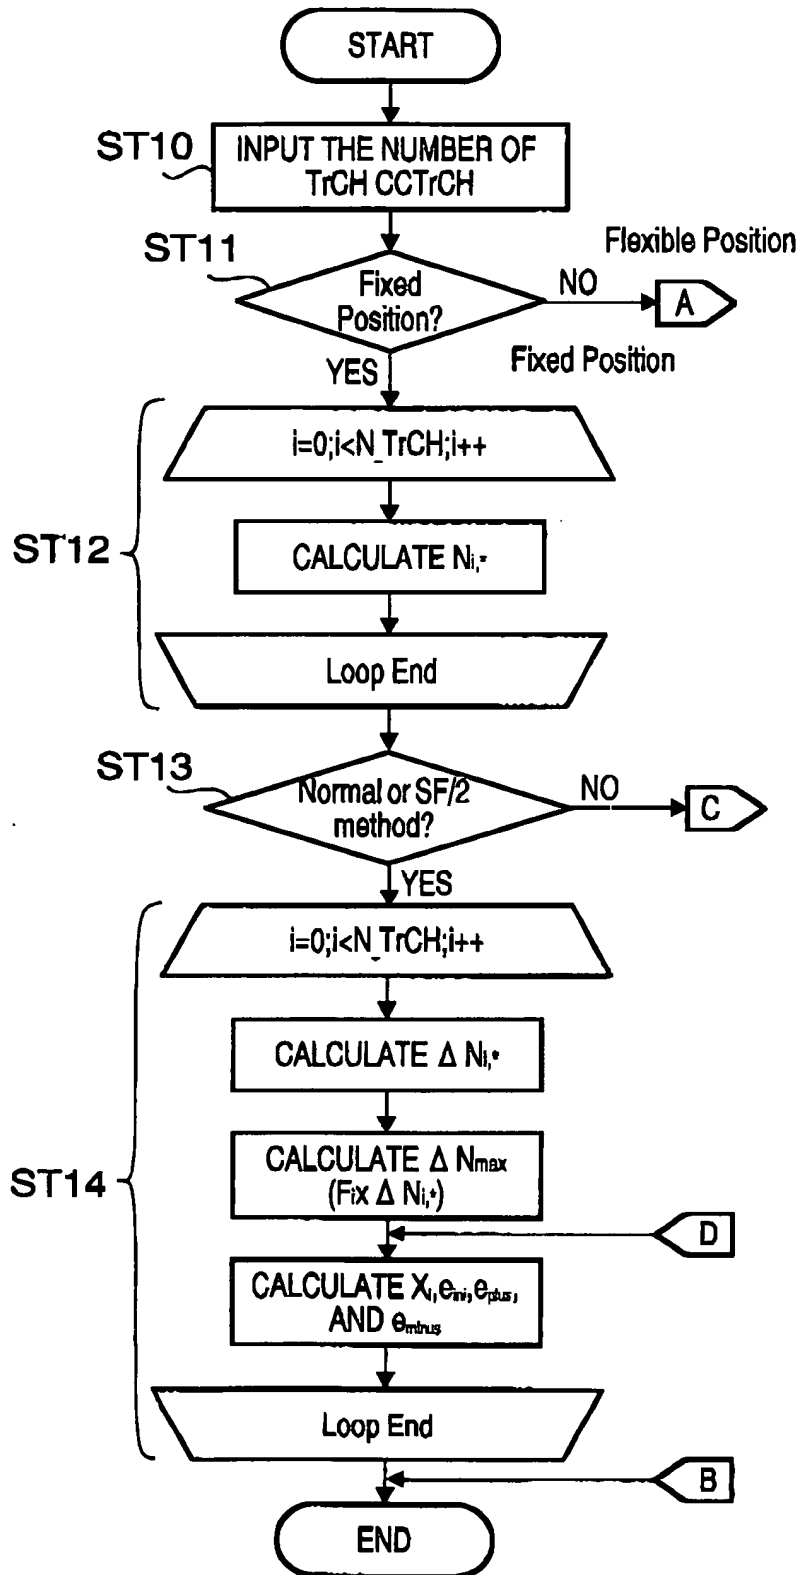 START
ST10
INPUT THE NUMBER OF
TrCH CCTrCH
ST11
Flexible Position
Fixed
Position?
NO
A
YES
Fixed Position
i=0;i<N_TrCH;i++
ST12
CALCULATE Ni,*
Loop End
ST13
Normal or SF/2
method?
NO
C
YES
i=0;i<N_TrCH;i++
CALCULATE Δ Ni,*
ST14
CALCULATE Δ Nmax
(Fix Δ Ni,*)
D
CALCULATE Xi,eini,eplus,
AND eminus
Loop End
B
END